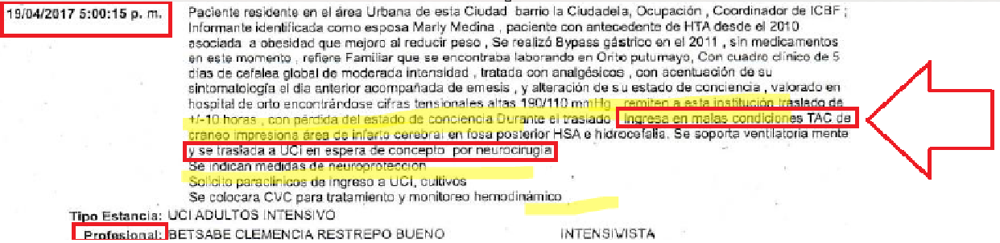 19/04/2017 5:00:15 p. m.
Paciente residente en el área Urbana de esta Ciudad barrio la Ciudadela, Ocupación , Coordinador de ICBF ;
Informante identificada como esposa Marly Medina , paciente con antecedente de HTA desde el 2010
asociada a obesidad que mejoro al reducir peso , Se realizó Bypass gástrico en el 2011 , sin medicamentos
en este momento , refiere Familiar que se encontraba laborando en Orito putumayo, Con cuadro clínico de 5
dias de cefalea global de moderada intensidad , tratada con analgésicos , con acentuación de su
sintomatología el dia anterior acompañada de emesis , y alteración de su estado de conciencia , valorado en
hospital de orto encontrándose cifras tensionales altas 190/110 mmHg , remiten a esta institución traslado de
+/-10 horas , con pérdida del estado de conciencia Durante el traslado . Ingresa en malas condiciones TAC de
craneo impresiona área de infarto cerebral en fosa posterior HSA e hidrocefalia. Se soporta ventilatoria mente
y se traslada a UCI en espera de concepto por neurocirugia
Se indican medidas de neuroprotección
Solicito paraclínicos de ingreso a UCI, cultivos
Se colocara CVC para tratamiento y monitoreo hemodinámico
Tipo Estancia: UCI ADULTOS INTENSIVO
Profesional: BETSABE CLEMENCIA RESTREPO BUENO INTENSIVISTA